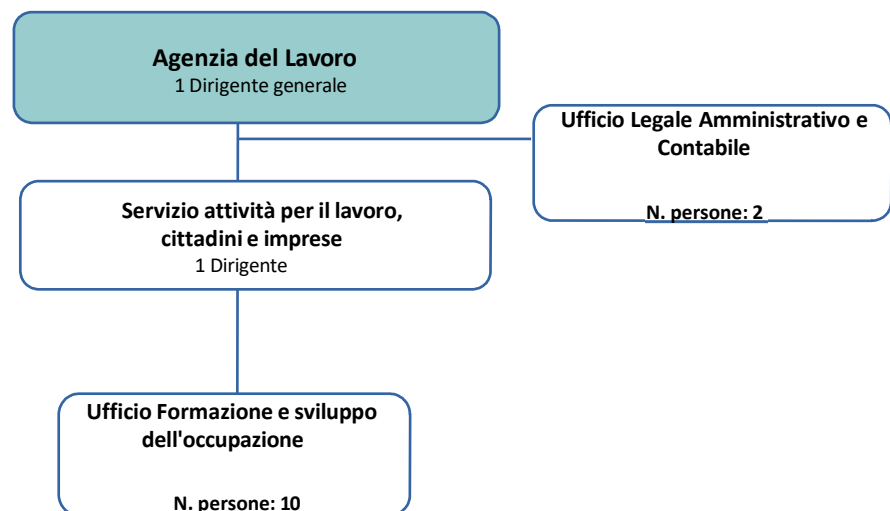 Agenzia del Lavoro
1 Dirigente generale
Ufficio Legale Amministrativo e
Contabile
N. persone: 2
Servizio attività per il lavoro,
cittadini e imprese
1 Dirigente
Ufficio Formazione e sviluppo
dell'occupazione
N. persone: 10